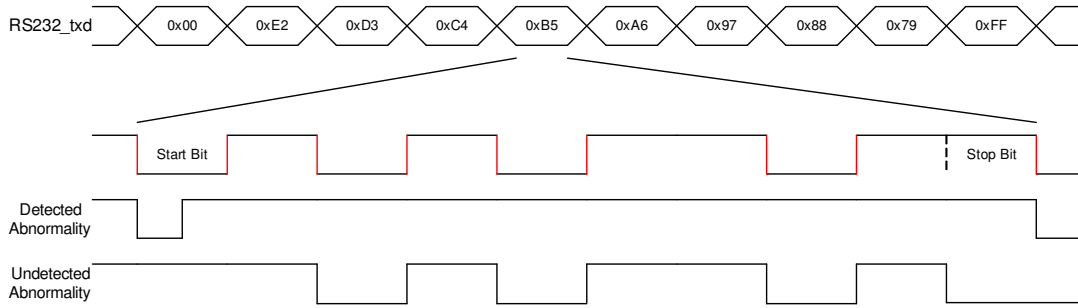 RS232_txd 0x00 0xE2 0xD3 0xC4 0xB5 0xA6 0x97 0x88 0x79 0xFF
Start Bit Stop Bit
Detected
Abnormality
Undetected
Abnormality